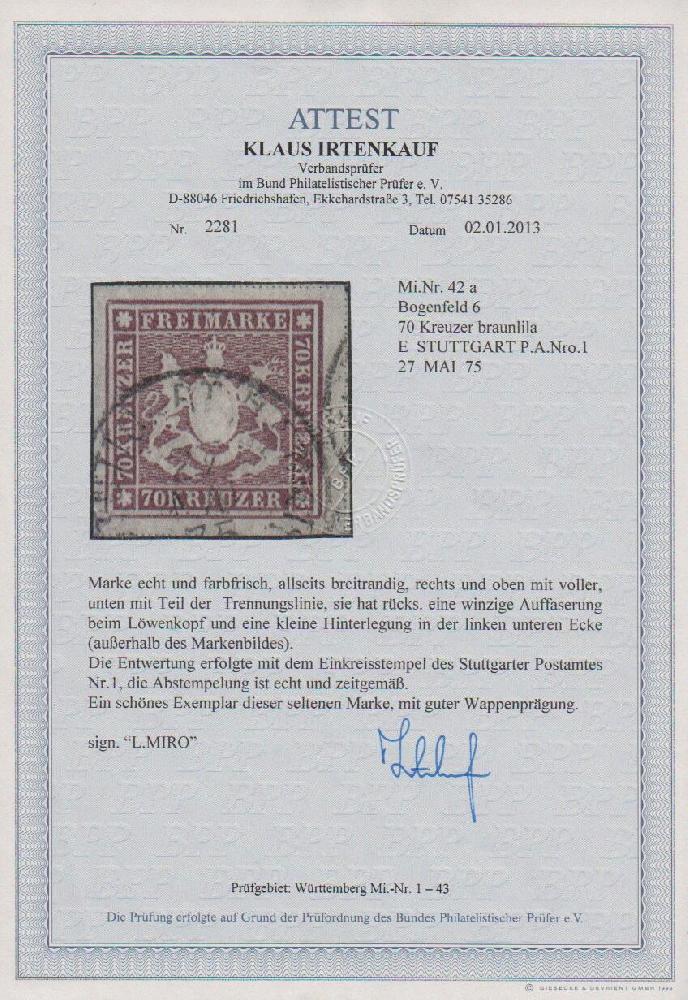 ATTEST
KLAUS IRTENKAUF
Verbandsprüfer
im Bund Philatelistischer Prüfer e. V.
D-88046 Friedrichshafen, Ekkehardstraße 3, Tel. 07541 35286
Nr. 2281 Datum 02.01.2013
Mi.Nr. 42 a
Bogenfeld 6
70 Kreuzer braunlila
E STUTTGART P.A.Nro.1
27 MAI 75
FREIMARKE
70KREUZER
70KREUZER
70KREUZER
Marke echt und farbfrisch, allseits breitrandig, rechts und oben mit voller,
unten mit Teil der Trennungslinie, sie hat rücks. eine winzige Auffaserung
beim Löwenkopf und eine kleine Hinterlegung in der linken unteren Ecke
(außerhalb des Markenbildes).
Die Entwertung erfolgte mit dem Einkreisstempel des Stuttgarter Postamtes
Nr.1, die Abstempelung ist echt und zeitgemäß.
Ein schönes Exemplar dieser seltenen Marke, mit guter Wappenprägung.
sign. "L.MIRO"
Prüfgebiet: Württemberg Mi.-Nr. 1 – 43
Die Prüfung erfolgte auf Grund der Prüfordnung des Bundes Philatelistischer Prüfer e.V.
© GIESECKE & DEVRIENT GMBH